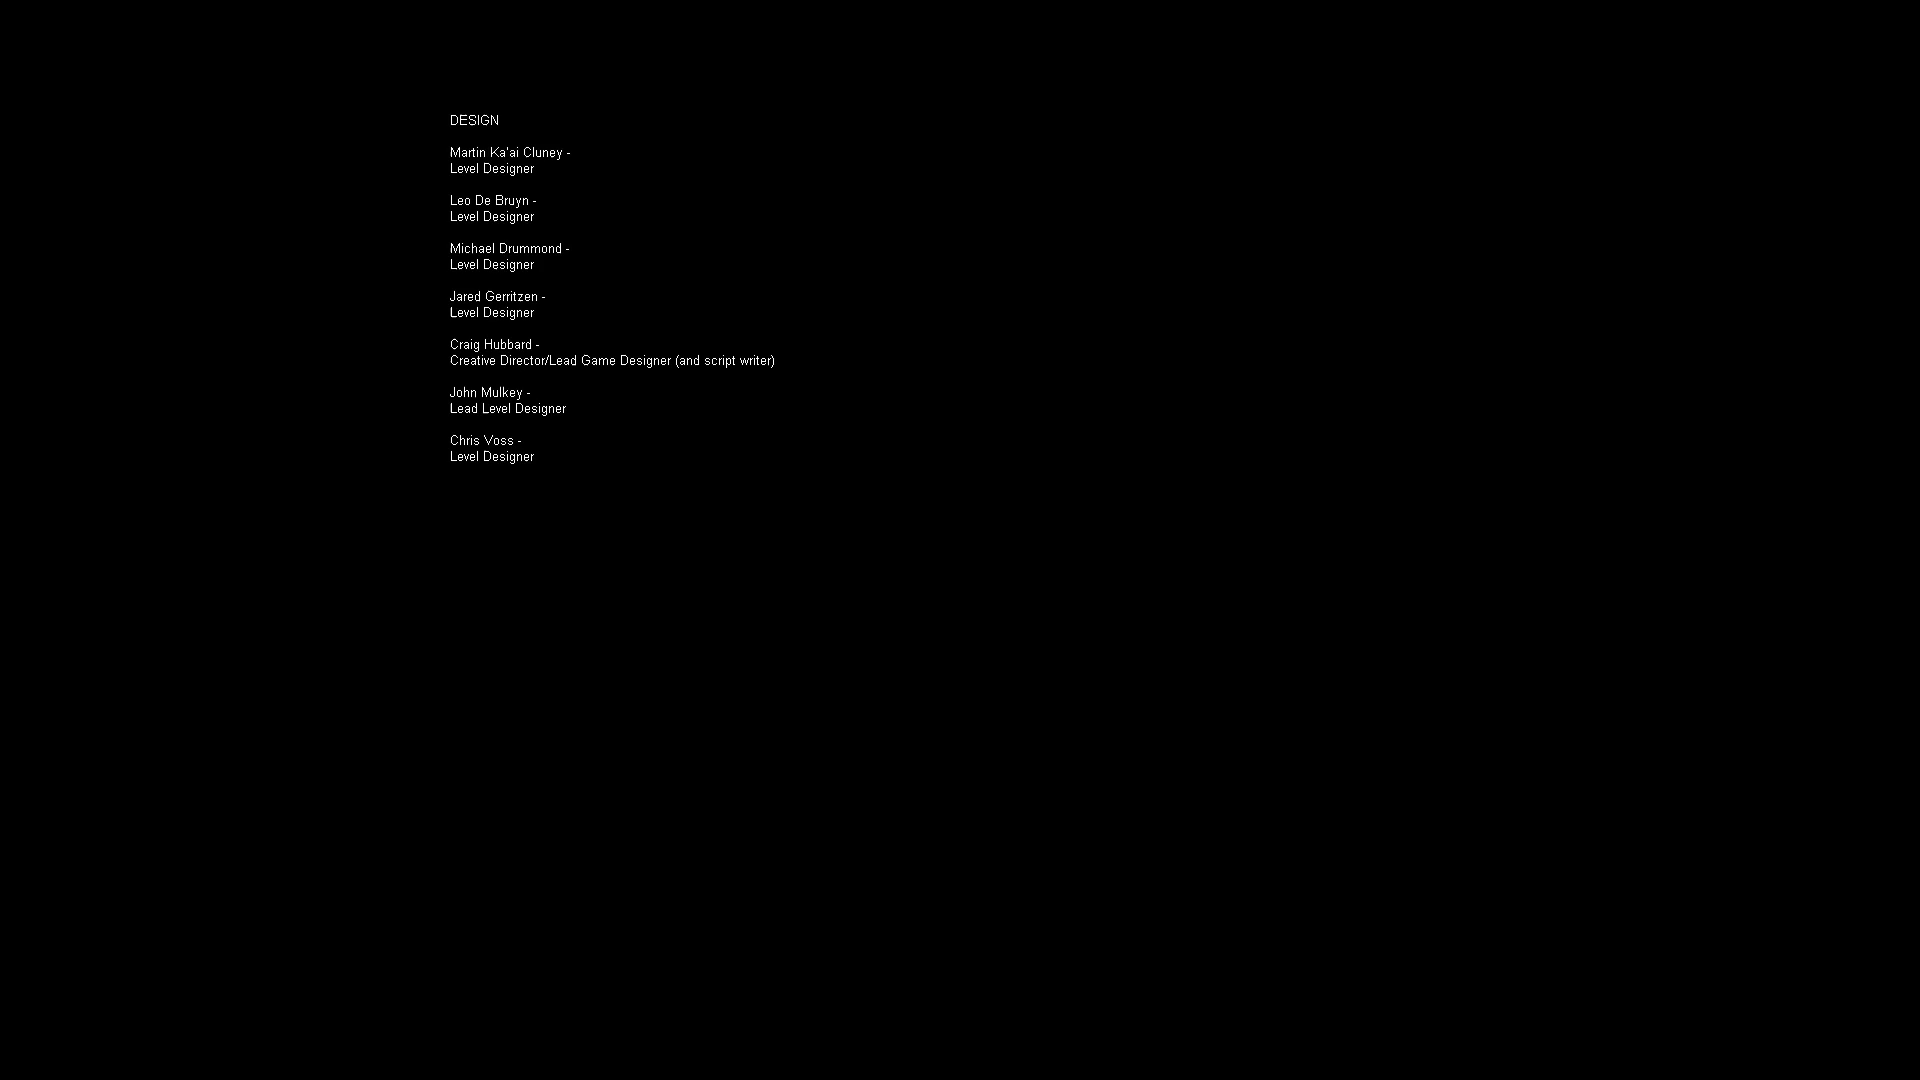 DESIGN
Martin Ka'ai Cluney -
Level Designer
Leo De Bruyn -
Level Designer
Michael Drummond -
Level Designer
Jared Gerritzen -
Level Designer
Craig Hubbard -
Creative Director/Lead Game Designer (and script writer)
John Mulkey -
Lead Level Designer
Chris Voss -
Level Designer